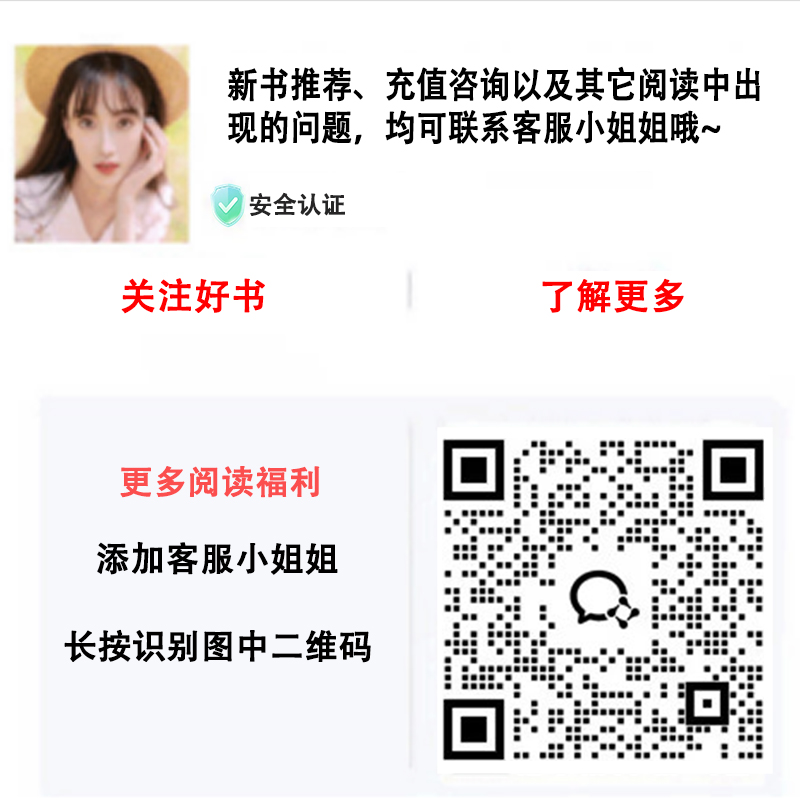 新书推荐、充值咨询以及其它阅读中出
现的问题，均可联系客服小姐姐哦~
安全认证
关注好书
了解更多
更多阅读福利
添加客服小姐姐
长按识别图中二维码